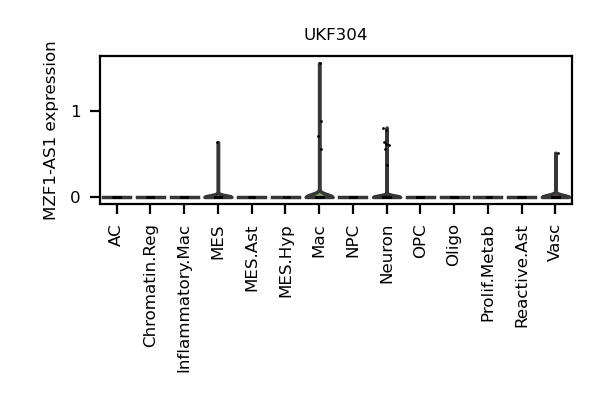 UKF304
MZF1-AS1 expression
1
0
AC
Chromatin.Reg
Inflammatory.Mac
MES
MES.Ast
MES.Hyp
Mac
NPC
Neuron
OPC
Oligo
Prolif.Metab
Reactive.Ast
Vasc